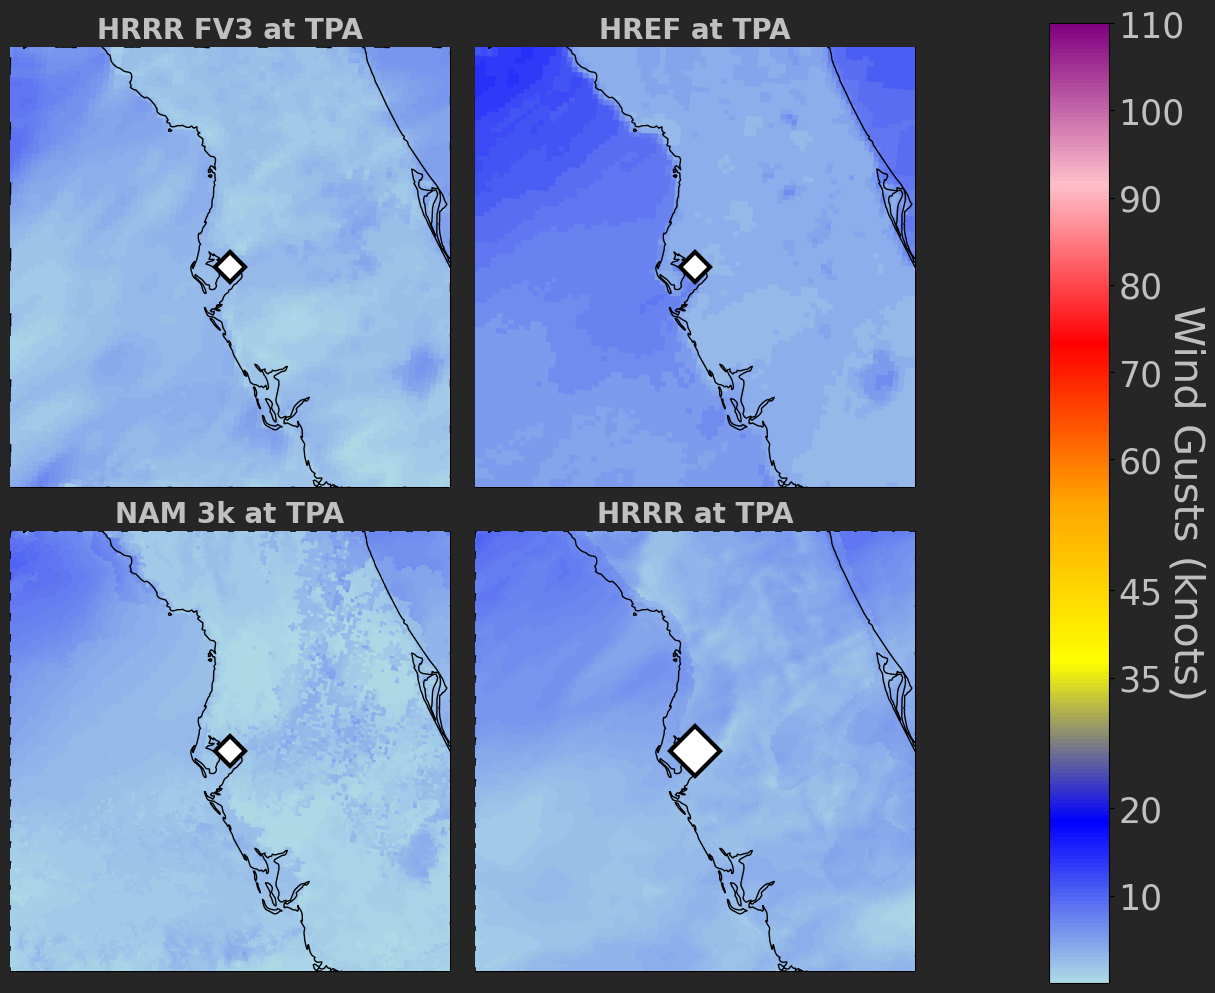 HRRR FV3 at TPA
HREF at TPA
NAM 3k at TPA
HRRR at TPA
110
100
90
80
70
60
45
35
20
10
Wind Gusts (knots)